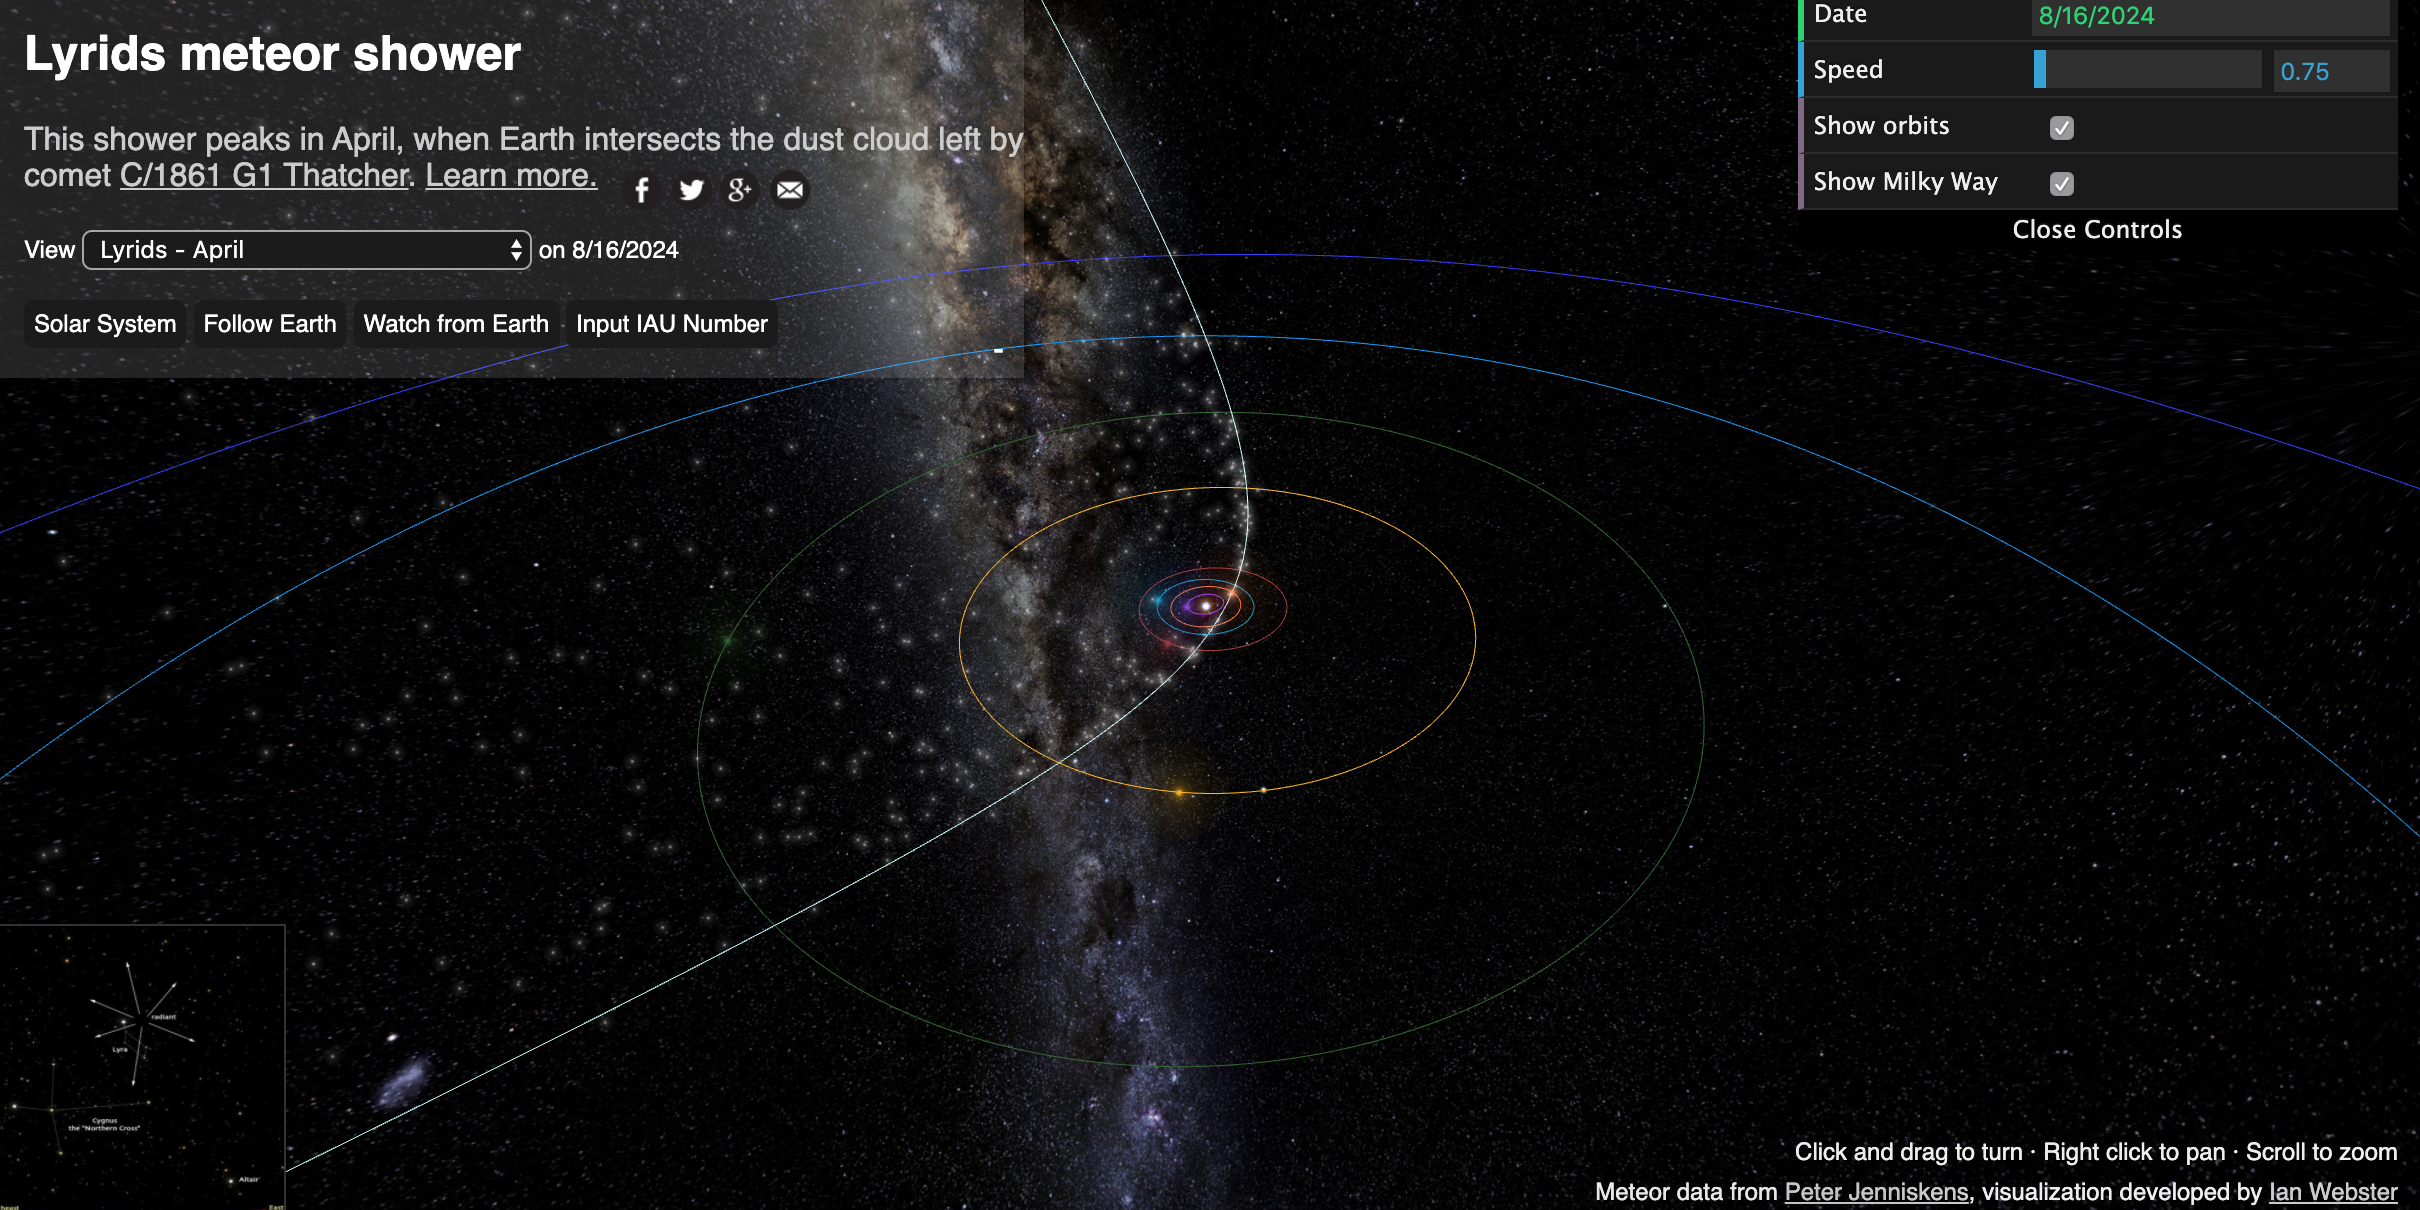 Lyrids meteor shower
This shower peaks in April, when Earth intersects the dust cloud left by
comet C/1861 G1 Thatcher. Learn more.
View Lyrids - April on 8/16/2024
Solar System Follow Earth Watch from Earth Input IAU Number
Date 8/16/2024
Speed 0.75
Show orbits
Show Milky Way
Close Controls
radiant
Lyra
Cygnus
the "Northern Cross"
Altair
East
Click and drag to turn · Right click to pan · Scroll to zoom
Meteor data from Peter Jenniskens, visualization developed by Ian Webster